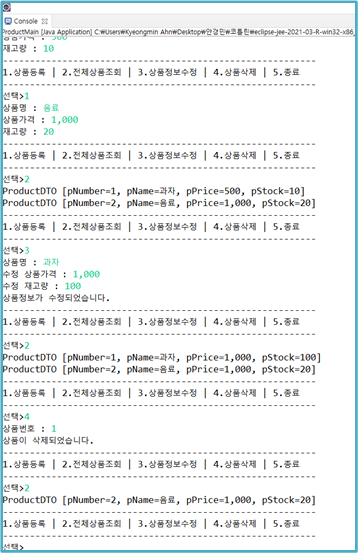 Console
ProductMain [Java Application] C:\Users\Kyeongmin Ahn\Desktop\안경민\코틀린\eclipse-jee-2021-03-R-win32-x86_
상품가격 : 500
재고량 : 10
----------------------------------------------------------------
1.상품등록 | 2.전체상품조회 | 3.상품정보수정 | 4.상품삭제 | 5.종료
----------------------------------------------------------------
선택>1
상품명 : 음료
상품가격 : 1,000
재고량 : 20
----------------------------------------------------------------
1.상품등록 | 2.전체상품조회 | 3.상품정보수정 | 4.상품삭제 | 5.종료
----------------------------------------------------------------
선택>2
ProductDTO [pNumber=1, pName=과자, pPrice=500, pStock=10]
ProductDTO [pNumber=2, pName=음료, pPrice=1,000, pStock=20]
----------------------------------------------------------------
1.상품등록 | 2.전체상품조회 | 3.상품정보수정 | 4.상품삭제 | 5.종료
----------------------------------------------------------------
선택>3
상품명 : 과자
수정 상품가격 : 1,000
수정 재고량 : 100
상품정보가 수정되었습니다.
----------------------------------------------------------------
1.상품등록 | 2.전체상품조회 | 3.상품정보수정 | 4.상품삭제 | 5.종료
----------------------------------------------------------------
선택>2
ProductDTO [pNumber=1, pName=과자, pPrice=1,000, pStock=100]
ProductDTO [pNumber=2, pName=음료, pPrice=1,000, pStock=20]
----------------------------------------------------------------
1.상품등록 | 2.전체상품조회 | 3.상품정보수정 | 4.상품삭제 | 5.종료
----------------------------------------------------------------
선택>4
상품번호 : 1
상품이 삭제되었습니다.
----------------------------------------------------------------
1.상품등록 | 2.전체상품조회 | 3.상품정보수정 | 4.상품삭제 | 5.종료
----------------------------------------------------------------
선택>2
ProductDTO [pNumber=2, pName=음료, pPrice=1,000, pStock=20]
----------------------------------------------------------------
1.상품등록 | 2.전체상품조회 | 3.상품정보수정 | 4.상품삭제 | 5.종료
----------------------------------------------------------------
선택>